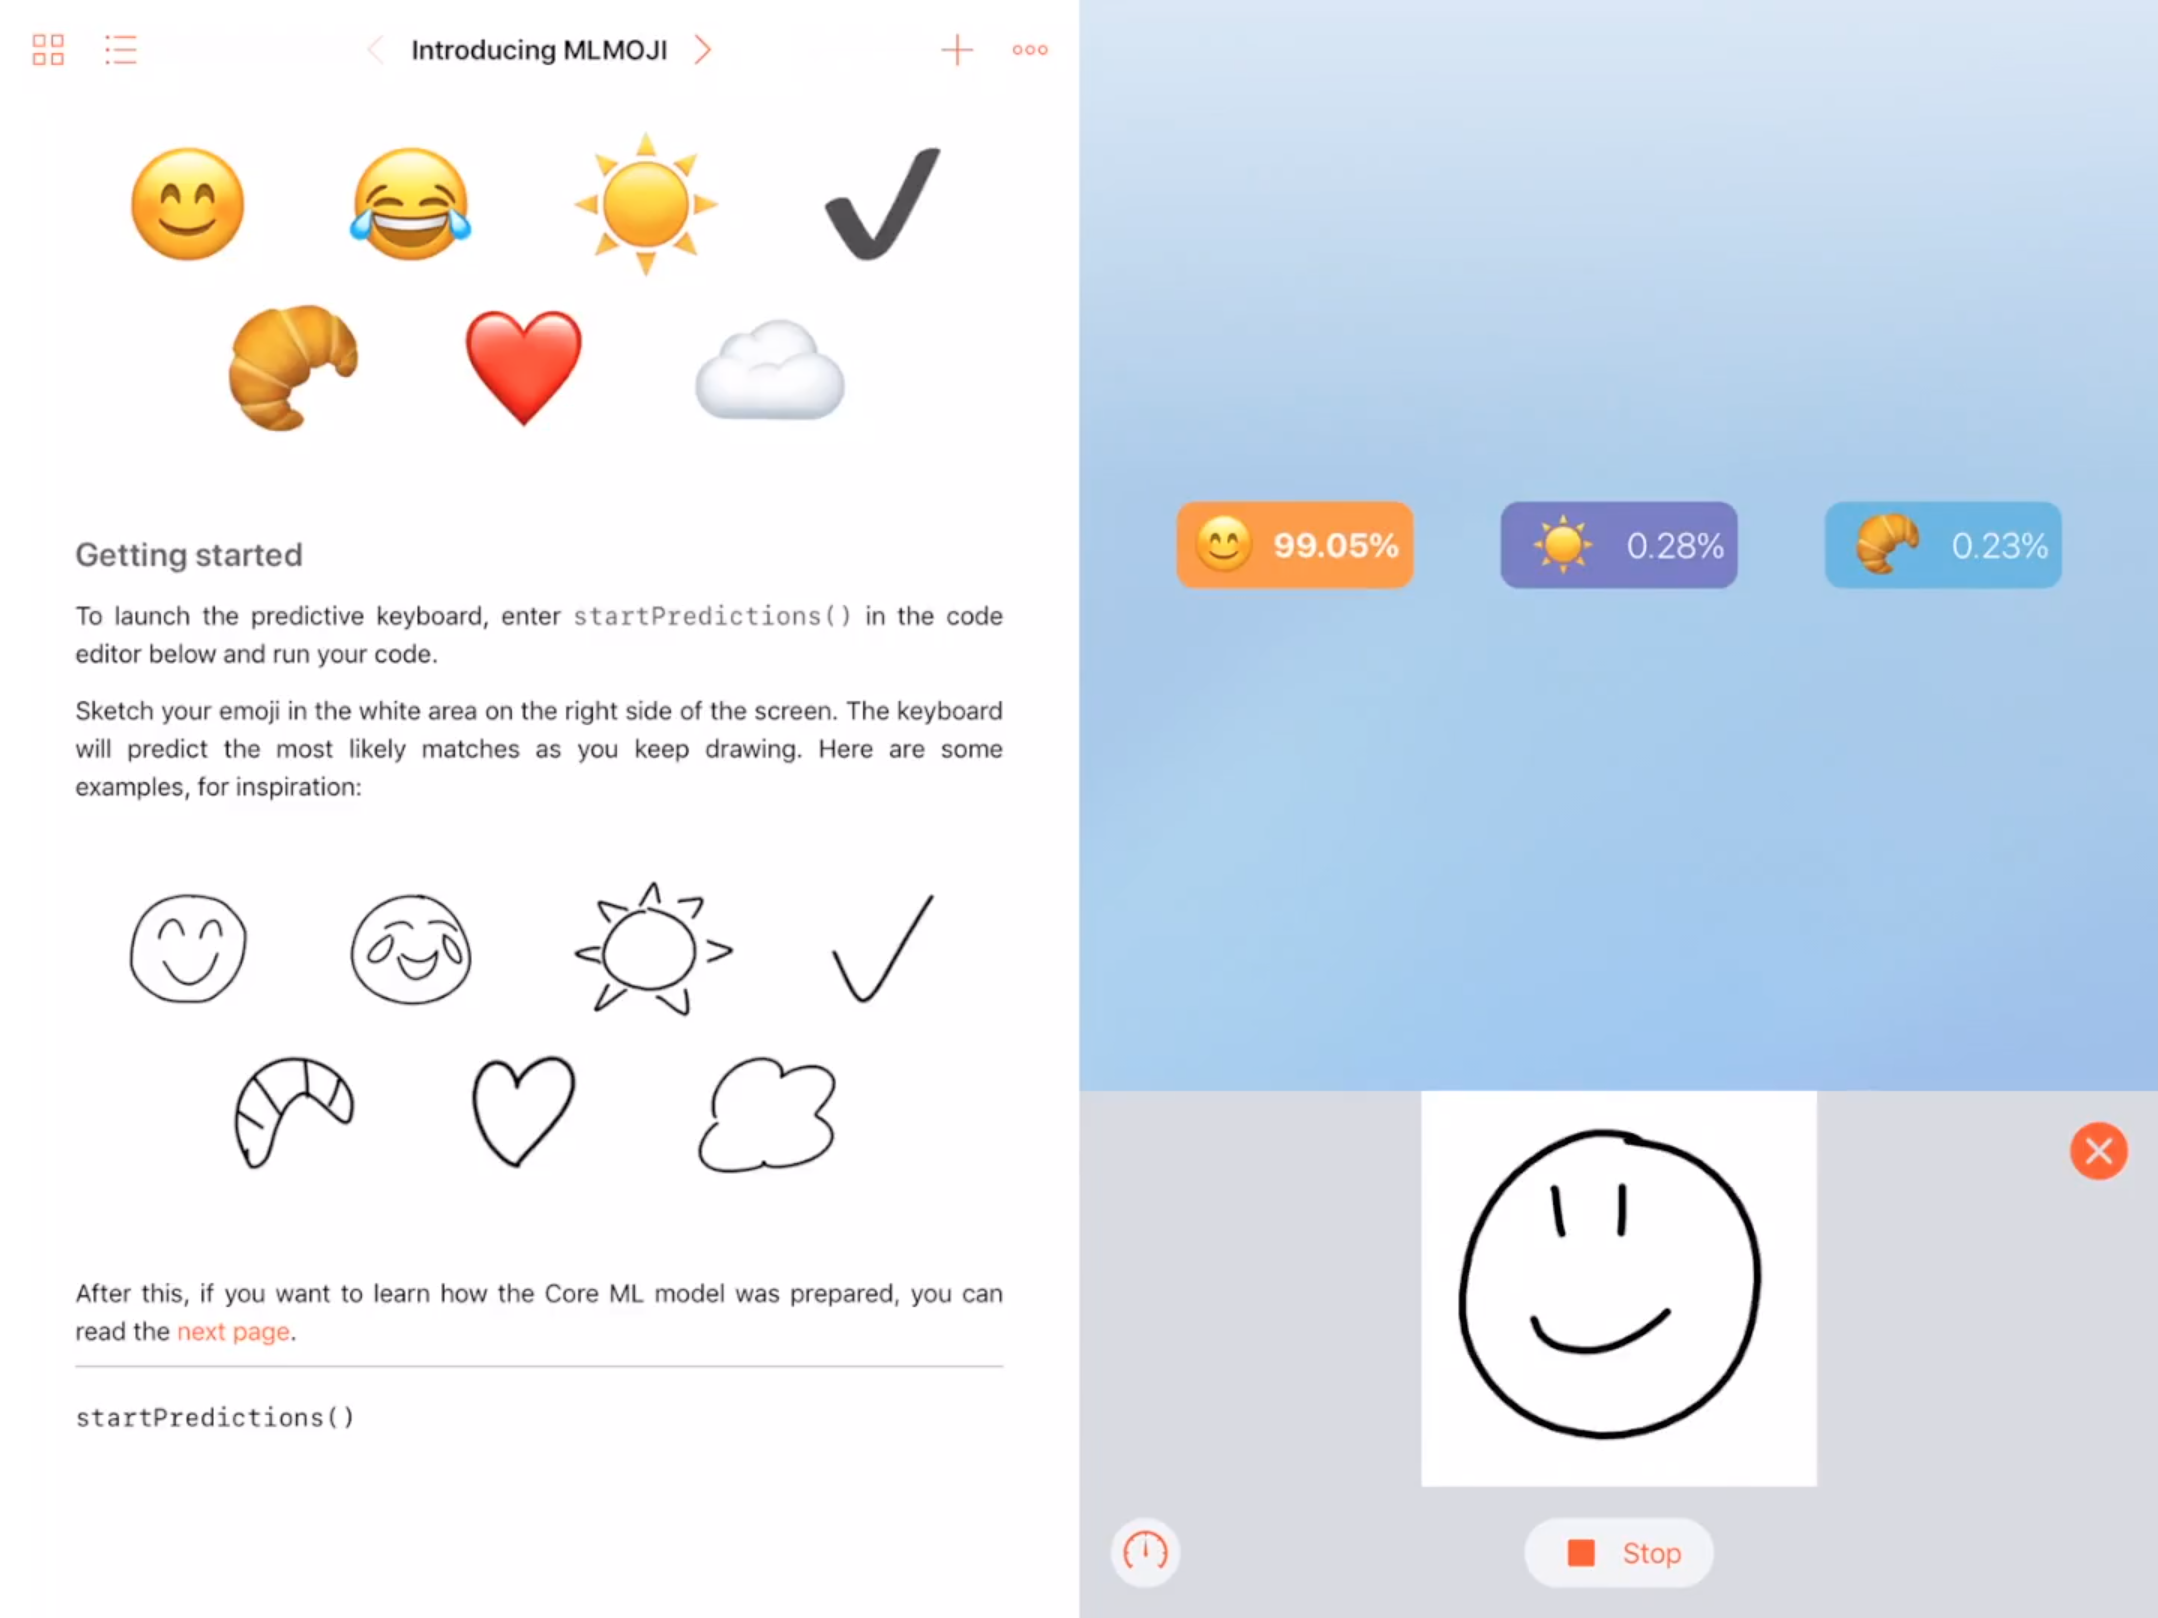 Introducing MLMOJI
Getting started
To launch the predictive keyboard, enter startPredictions() in the code
editor below and run your code.
Sketch your emoji in the white area on the right side of the screen. The keyboard
will predict the most likely matches as you keep drawing. Here are some
examples, for inspiration:
After this, if you want to learn how the Core ML model was prepared, you can
read the next page.
startPredictions()
99.05%
0.28%
0.23%
Stop